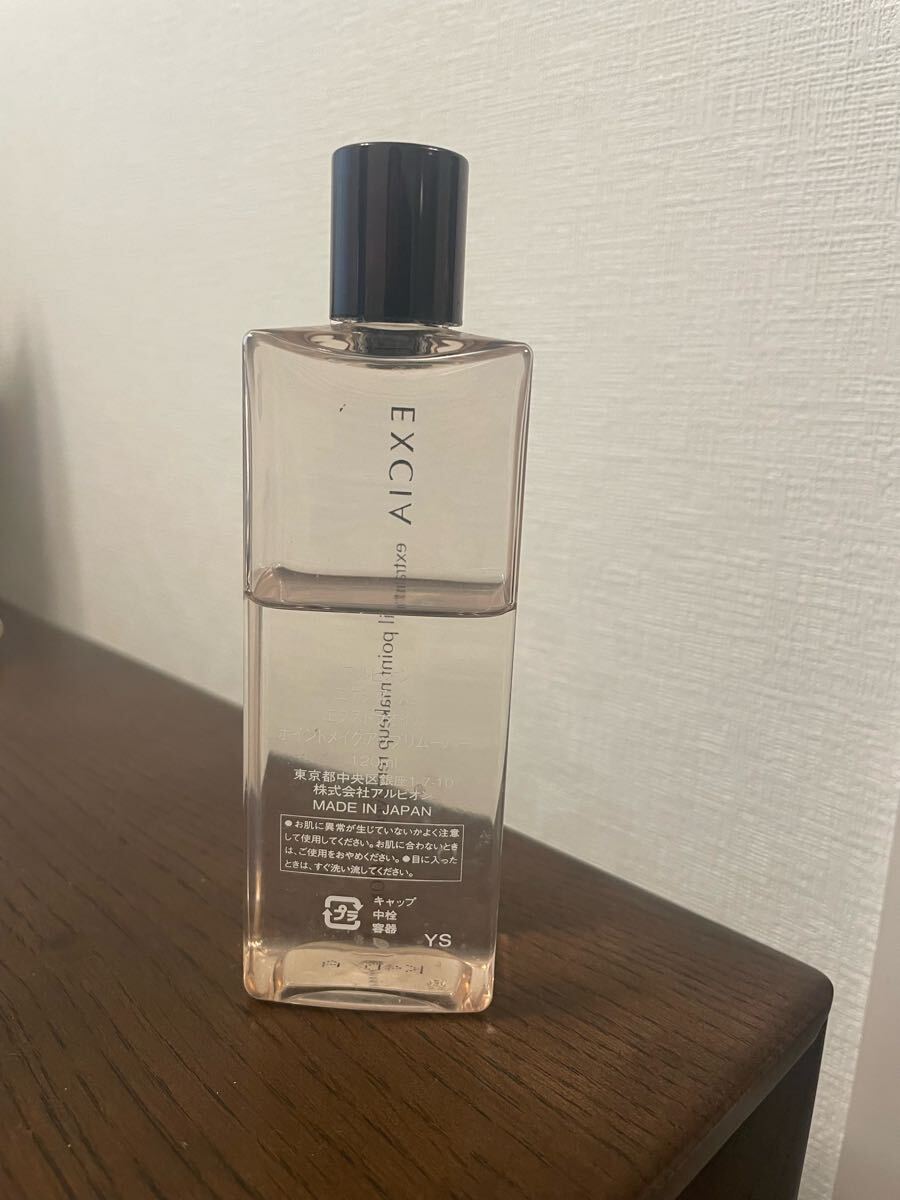 EXCIA
point makeup
ポイントメイクアップリムーバー
120ml
東京都中央区銀座1-7-10
株式会社アルビオン
MADE IN JAPAN
●お肌に異常が生じていないかよく注意
して使用してください。お肌に合わないとき
は、ご使用をおやめください。●目に入った
ときは、すぐ洗い流してください。
プラ
キャップ
中栓
容器
YS